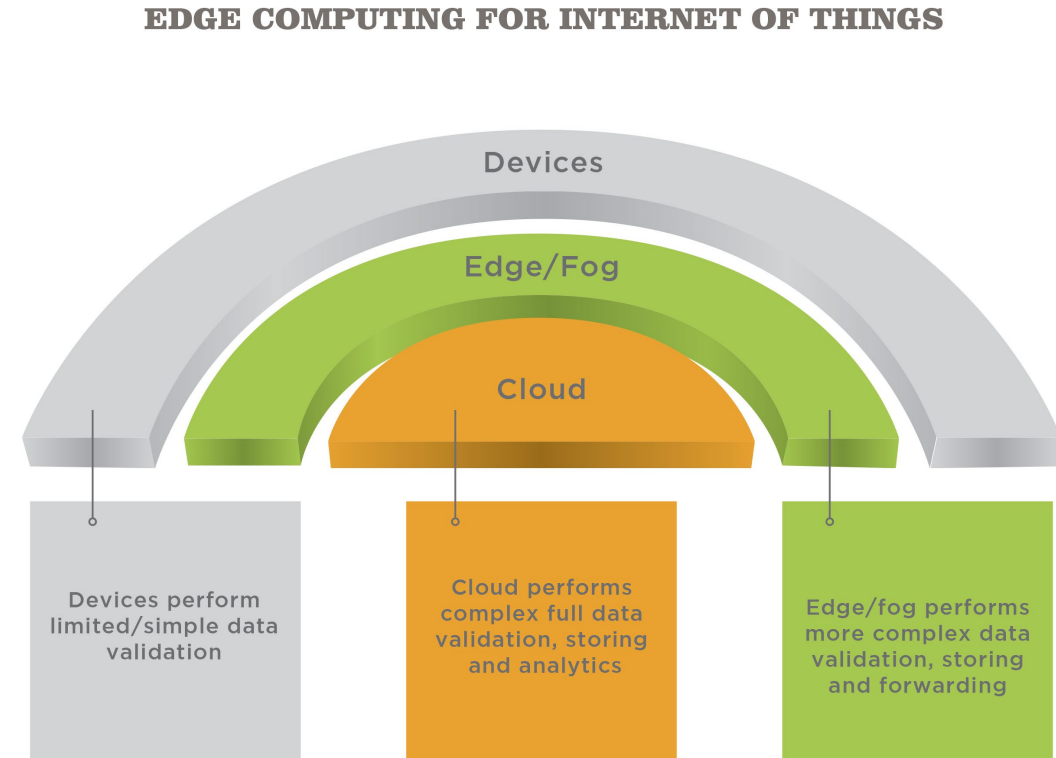 EDGE COMPUTING FOR INTERNET OF THINGS
Devices
Edge/Fog
Cloud
Devices perform
limited/simple data
validation
Cloud performs
complex full data
validation, storing
and analytics
Edge/fog performs
more complex data
validation, storing
and forwarding